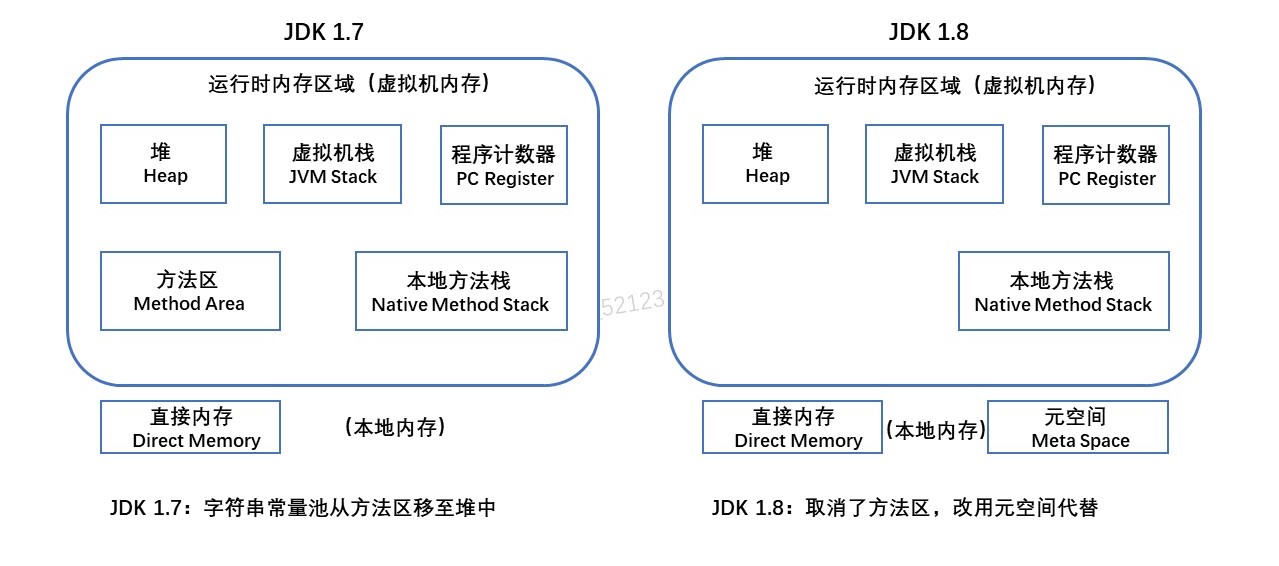 JDK 1.7
运行时内存区域（虚拟机内存）
堆
Heap
虚拟机栈
JVM Stack
程序计数器
PC Register
方法区
Method Area
本地方法栈
Native Method Stack
直接内存
Direct Memory
(本地内存)
JDK 1.7：字符串常量池从方法区移至堆中
52123
JDK 1.8
运行时内存区域（虚拟机内存）
堆
Heap
虚拟机栈
JVM Stack
程序计数器
PC Register
本地方法栈
Native Method Stack
直接内存
Direct Memory
(本地内存)
元空间
Meta Space
JDK 1.8：取消了方法区，改用元空间代替